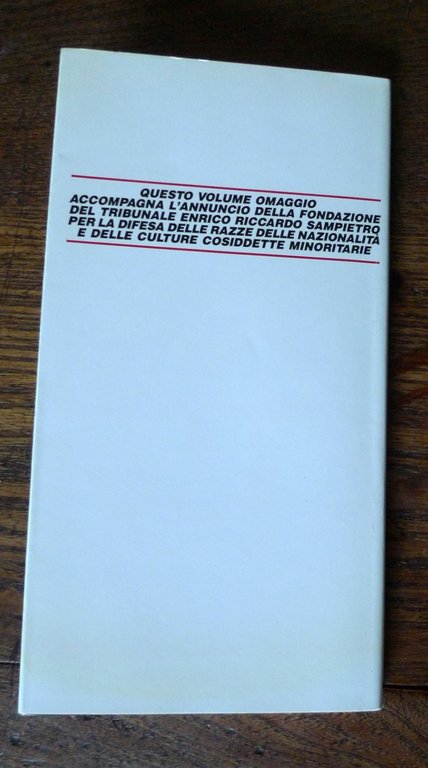 QUESTO VOLUME OMAGGIO
ACCOMPAGNA L'ANNUNCIO DELLA FONDAZIONE
DEL TRIBUNALE ENRICO RICCARDO SAMPIETRO
PER LA DIFESA DELLE RAZZE DELLE NAZIONALITÀ
E DELLE CULTURE COSIDDETTE MINORITARIE